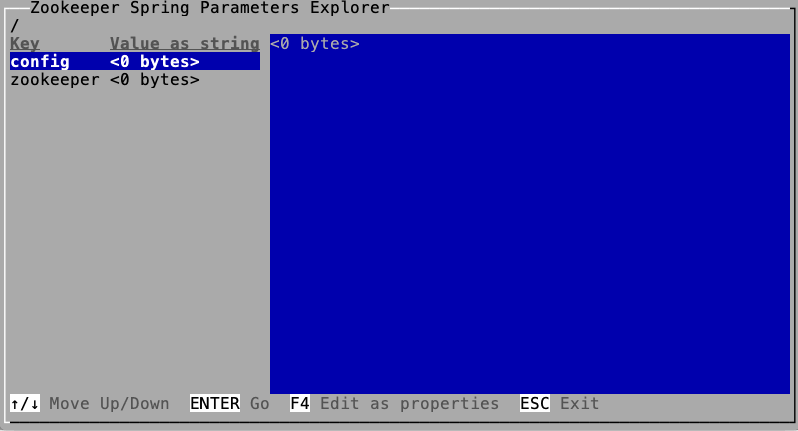 Zookeeper Spring Parameters Explorer
/
Key Value as string <0 bytes>
config <0 bytes>
zookeeper <0 bytes>
↑/↓ Move Up/Down ENTER Go F4 Edit as properties ESC Exit